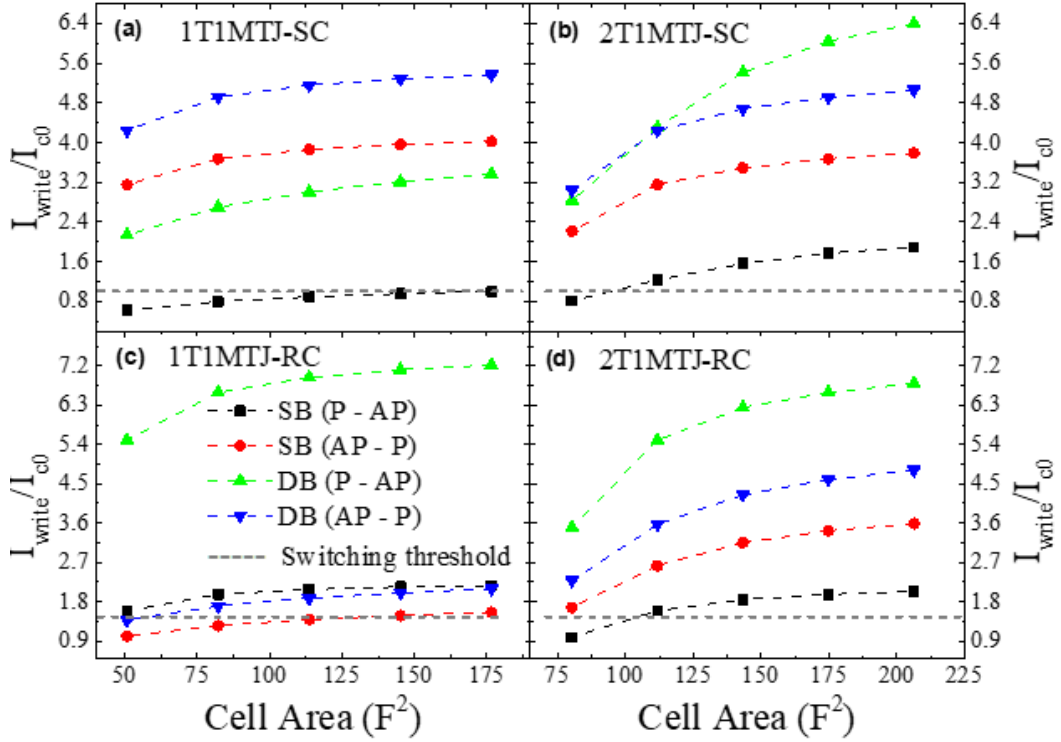 (a) 1T1MTJ-SC
(b) 2T1MTJ-SC
6.4
5.6
4.8
4.0
3.2
2.4
1.6
0.8
I_write/I_c0
6.4
5.6
4.8
4.0
3.2
2.4
1.6
0.8
I_write/I_c0
(c) 1T1MTJ-RC
(d) 2T1MTJ-RC
7.2
6.3
5.4
4.5
3.6
2.7
1.8
0.9
I_write/I_c0
SB (P - AP)
SB (AP - P)
DB (P - AP)
DB (AP - P)
Switching threshold
7.2
6.3
5.4
4.5
3.6
2.7
1.8
0.9
I_write/I_c0
50 75 100 125 150 175
75 100 125 150 175 200 225
Cell Area (F²)
Cell Area (F²)